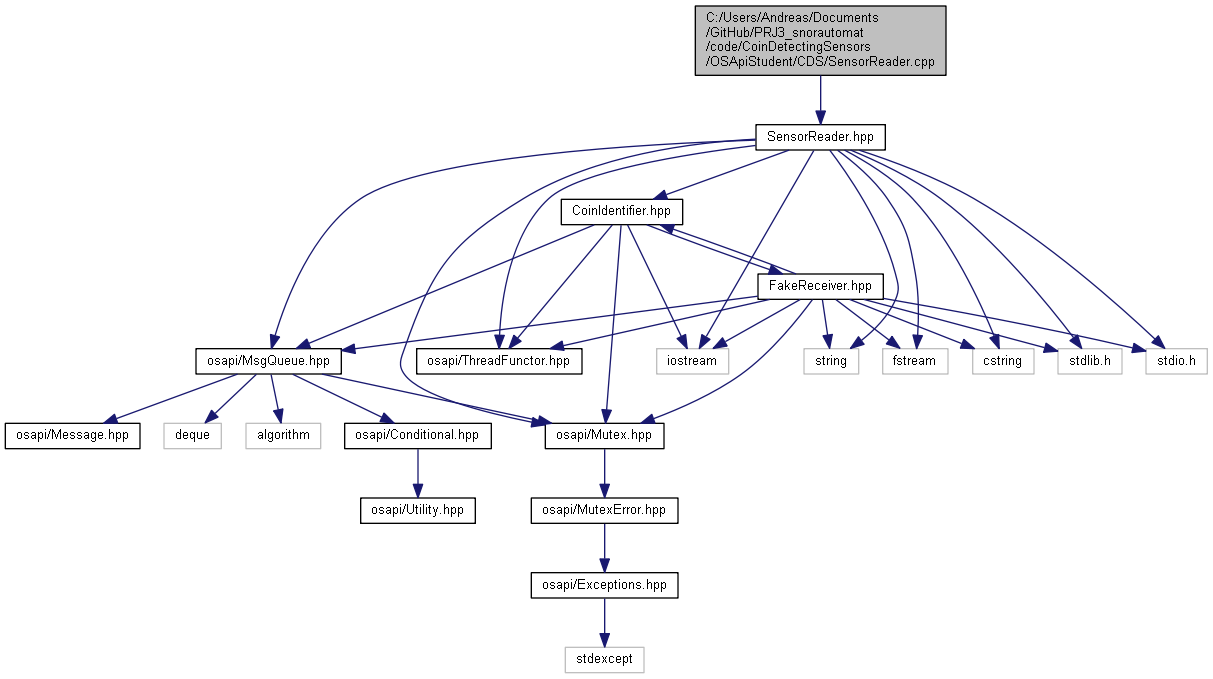 C:/Users/Andreas/Documents
/GitHub/PRJ3_snorautomat
/code/CoinDetectingSensors
/OSApiStudent/CDS/SensorReader.cpp
SensorReader.hpp
CoinIdentifier.hpp
FakeReceiver.hpp
osapi/MsgQueue.hpp
osapi/ThreadFunctor.hpp
iostream
string
fstream
cstring
stdlib.h
stdio.h
osapi/Message.hpp
deque
algorithm
osapi/Conditional.hpp
osapi/Mutex.hpp
osapi/Utility.hpp
osapi/MutexError.hpp
osapi/Exceptions.hpp
stdexcept